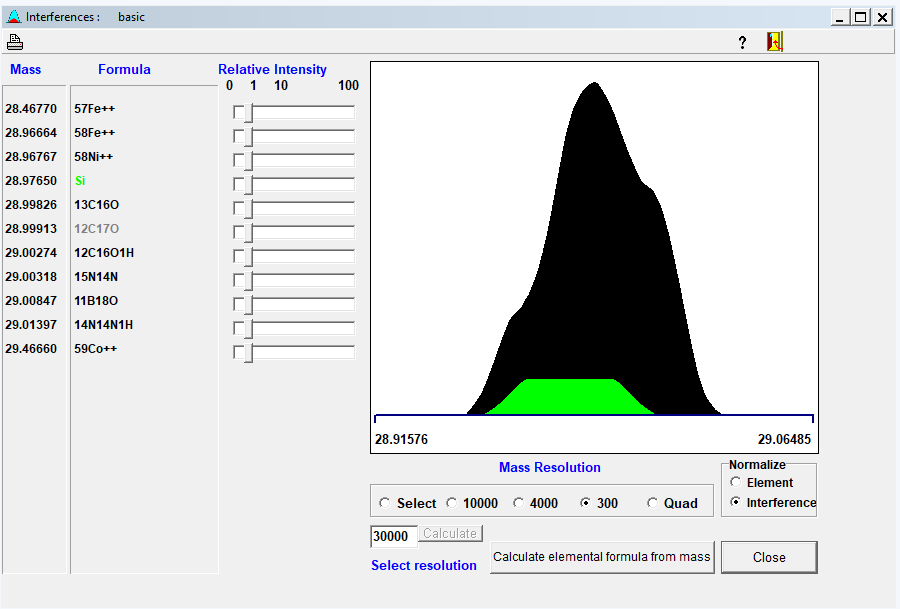 Interferences : basic
?
Mass Formula Relative Intensity
0 1 10 100
28.46770 57Fe++
28.96664 58Fe++
28.96767 58Ni++
28.97650 Si
28.99826 13C16O
28.99913 12C17O
29.00274 12C16O1H
29.00318 15N14N
29.00847 11B18O
29.01397 14N14N1H
29.46660 59Co++
28.91576 29.06485
Mass Resolution
Select 10000 4000 300 Quad
Normalize
Element
Interference
30000 Calculate
Select resolution
Calculate elemental formula from mass
Close